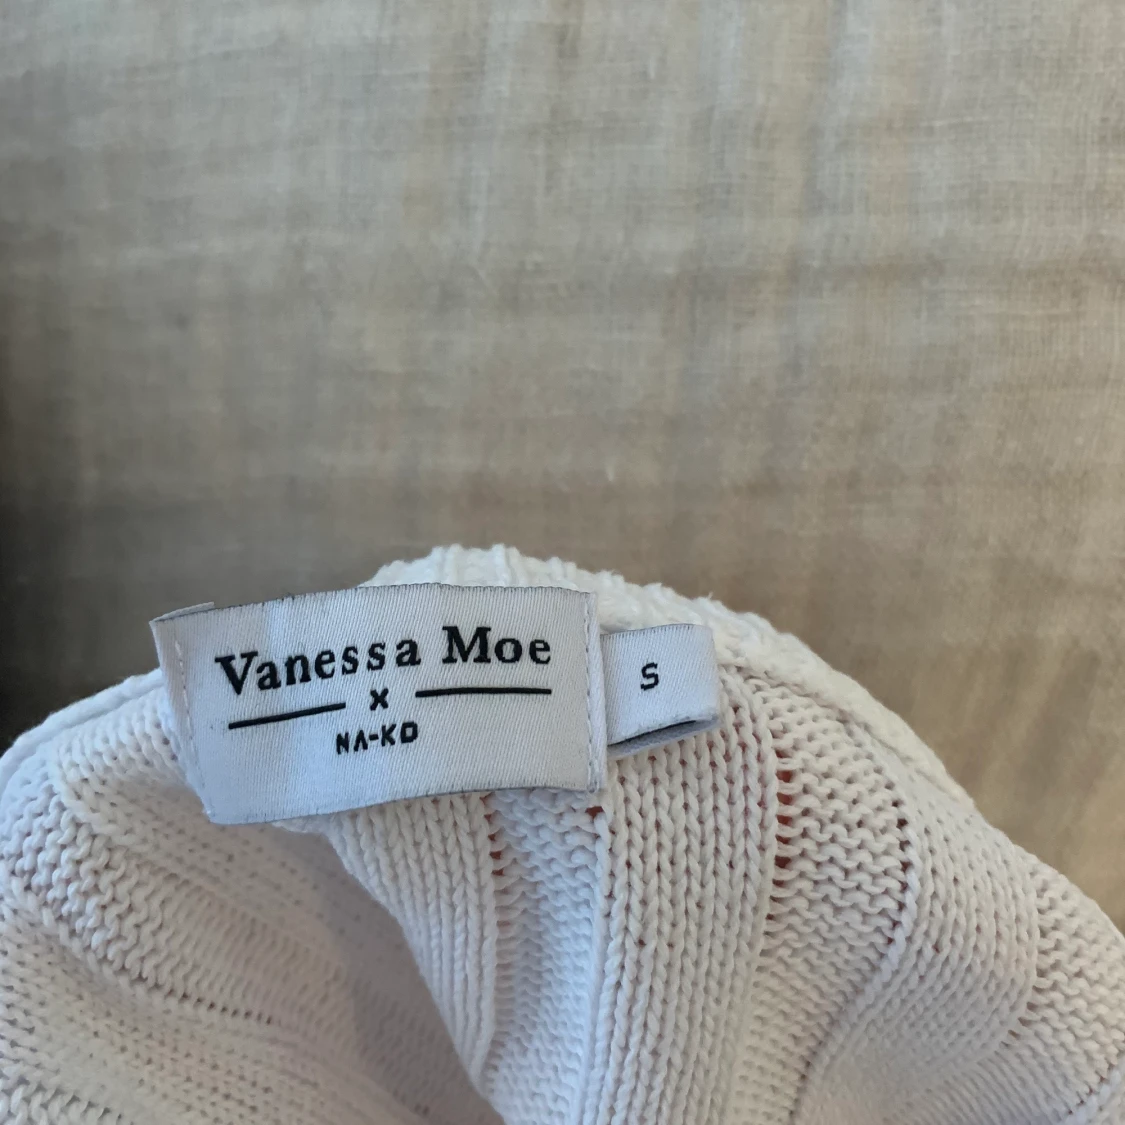 Vanessa Moe
x
NA-KD
S